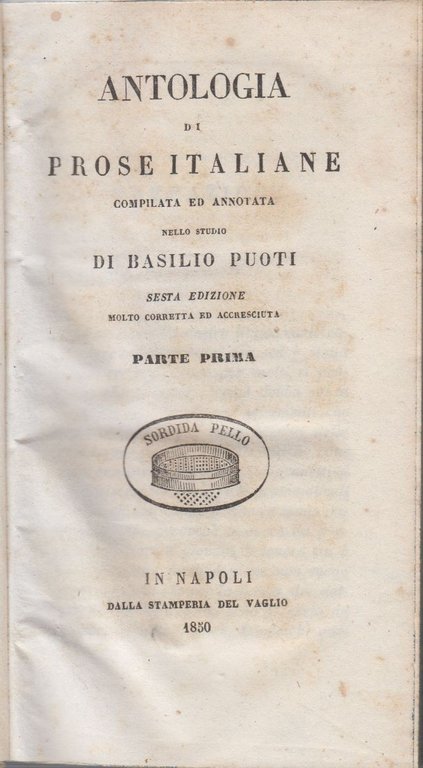 ANTOLOGIA
DI
PROSE ITALIANE
COMPILATA ED ANNOTATA
NELLO STUDIO
DI BASILIO PUOTI
SESTA EDIZIONE
MOLTO CORRETTA ED ACCRESCIUTA
PARTE PRIMA
SORDIDA PELLO
IN NAPOLI
DALLA STAMPERIA DEL VAGLIO
1850